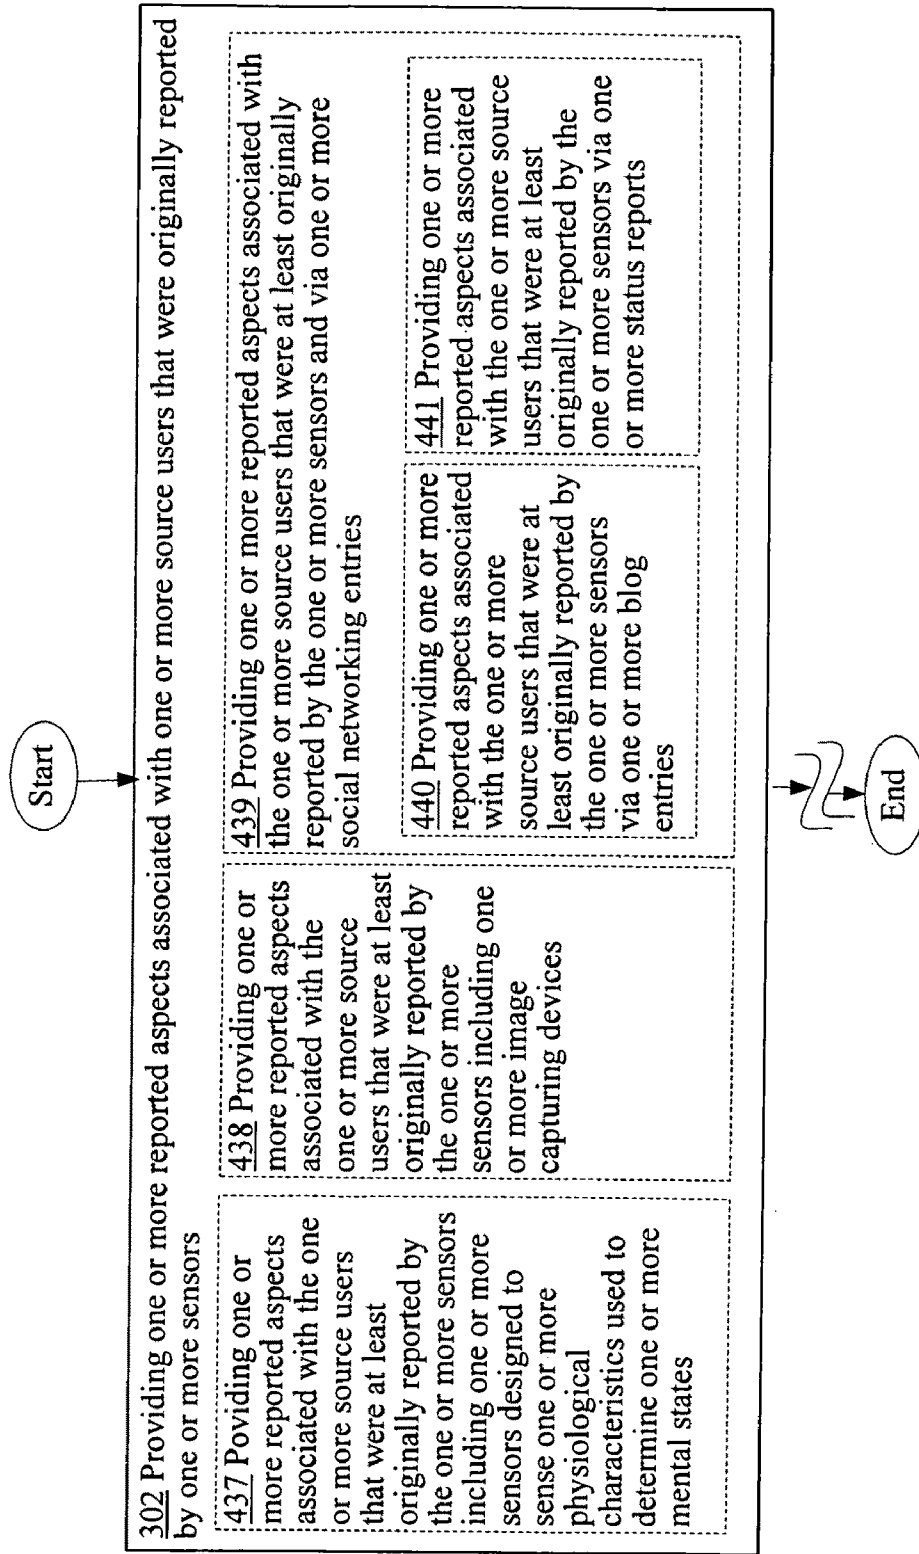 Start
302 Providing one or more reported aspects associated with one or more source users that were originally reported
by one or more sensors
437 Poviding one or
more reported aspects
associated with the one
or more source users
that were at least
originally reported by
the one or more sensors
including one or more
sensors designed to
sense one or more
physiological
characteristics used to
determine one or more
mental states
438 Providing one or
more reported aspects
associated with the
one or more source
users that were at least
originally reported by
the one or more
sensors including one
or more image
capturing devices
439 Providing one or more reported aspects associated with
the one or more source users that were at least originally
reported by the one or more sensors and via one or more
social networking entries
440 Providing one or more
reported aspects associated
with the one or more
source users that were at
least originally reported by
the one or more sensors
via one or more blog
entries
441 Providing one or more
reported aspects associated
with the one or more source
users that were at least
originally reported by the
one or more sensors via one
or more status reports
End